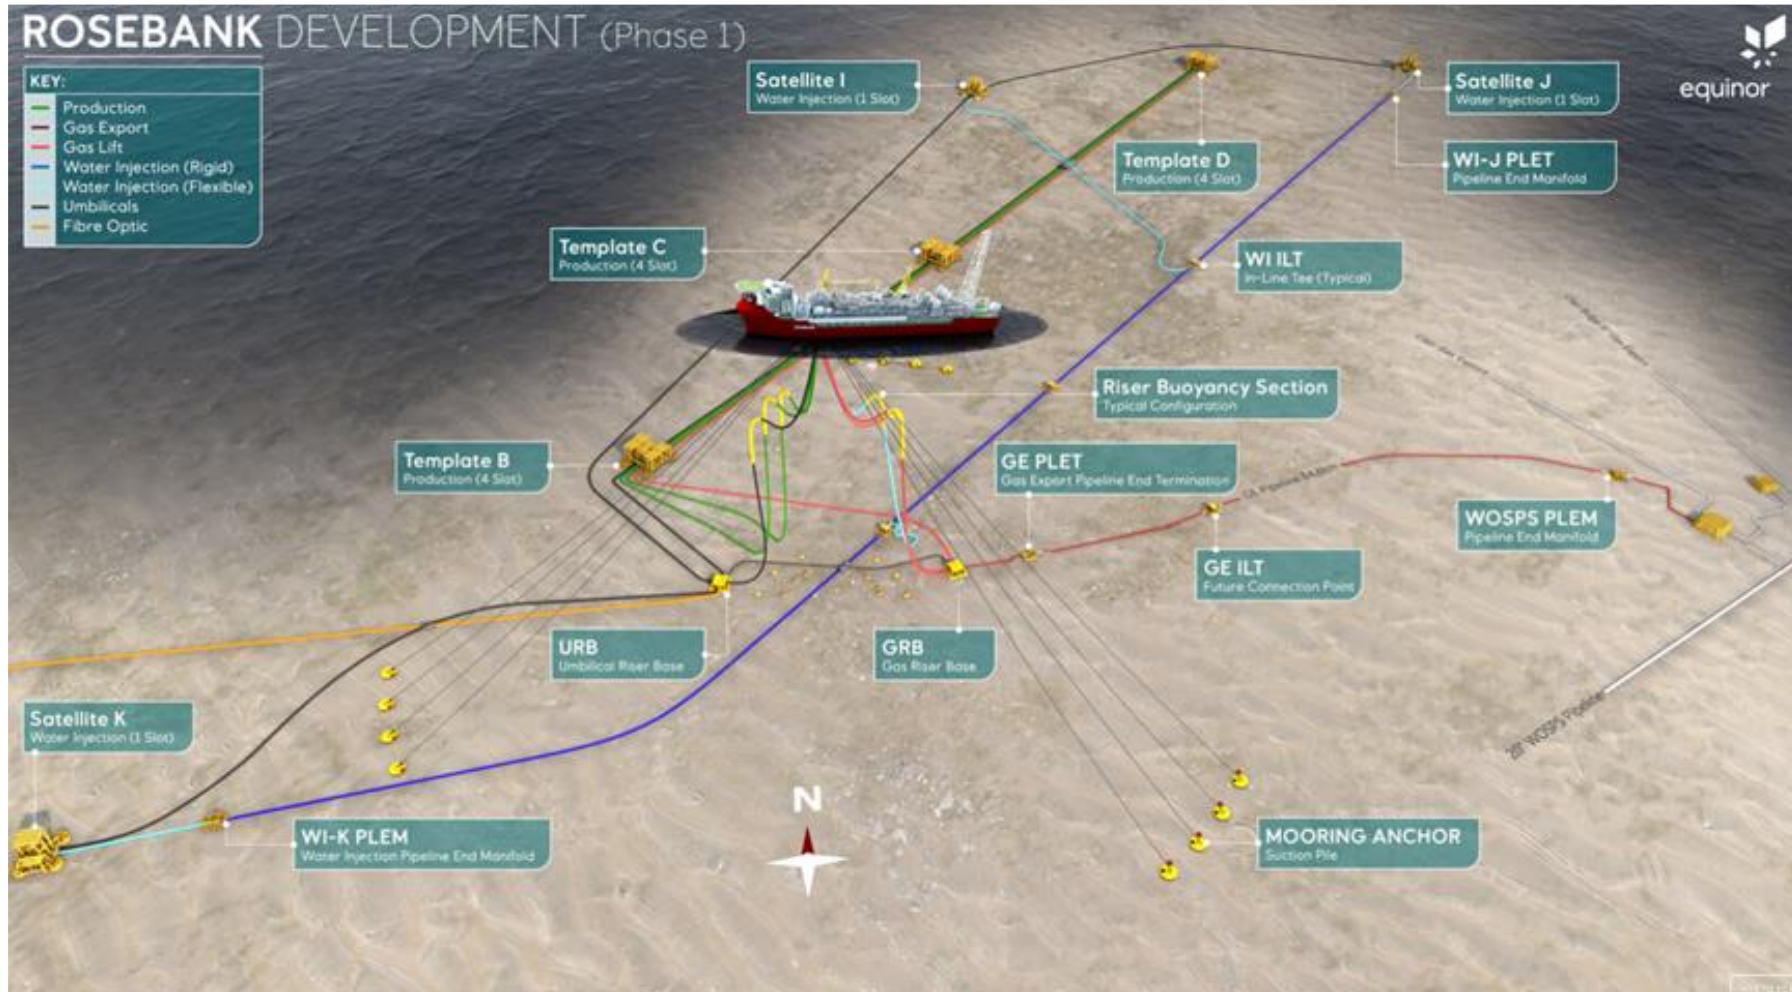 ROSEBANK DEVELOPMENT (Phase 1)
equinor
KEY:
Production
Gas Export
Gas Lift
Water Injection (Rigid)
Water Injection (Flexible)
Umbilicals
Fibre Optic
Satellite I
Water Injection (1 Slot)
Satellite J
Water Injection (1 Slot)
Template D
Production (4 Slot)
WI-J PLET
Pipeline End Manifold
Template C
Production (4 Slot)
WI ILT
In-Line Tee (Typical)
Riser Buoyancy Section
Typical Configuration
Template B
Production (4 Slot)
GE PLET
Gas Export Pipeline End Termination
GE Pipeline
WOSPS PLEM
Pipeline End Manifold
GE ILT
Future Connection Point
URB
Umbilical Riser Base
GRB
Gas Riser Base
20" WOSPS Pipeline
Satellite K
Water Injection (1 Slot)
N
WI-K PLEM
Water Injection Pipeline End Manifold
MOORING ANCHOR
Suction Pile